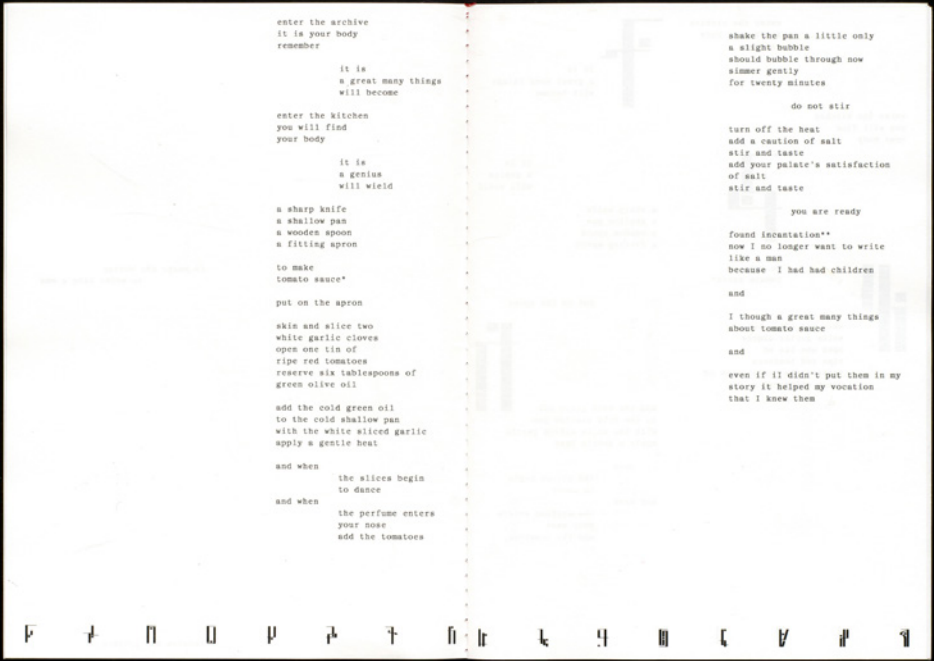 enter the archive
it is your body
remember
it is
a great many things
will become
enter the kitchen
you will find
your body
it is
a genius
will wield
a sharp knife
a shallow pan
a wooden spoon
a fitting apron
to make
tomato sauce*
put on the apron
skin and slice two
white garlic cloves
open one tin of
ripe red tomatoes
reserve six tablespoons of
green olive oil
add the cold green oil
to the cold shallow pan
with the white sliced garlic
apply a gentle heat
and when
the slices begin
to dance
and when
the perfume enters
your nose
add the tomatoes
shake the pan a little only
a slight bubble
should bubble through now
simmer gently
for twenty minutes
do not stir
turn off the heat
add a caution of salt
stir and taste
add your palate's satisfaction
of salt
stir and taste
you are ready
found incantation**
now I no longer want to write
like a man
because I had had children
and
I though a great many things
about tomato sauce
and
even if iI didn't put them in my
story it helped my vocation
that I knew them